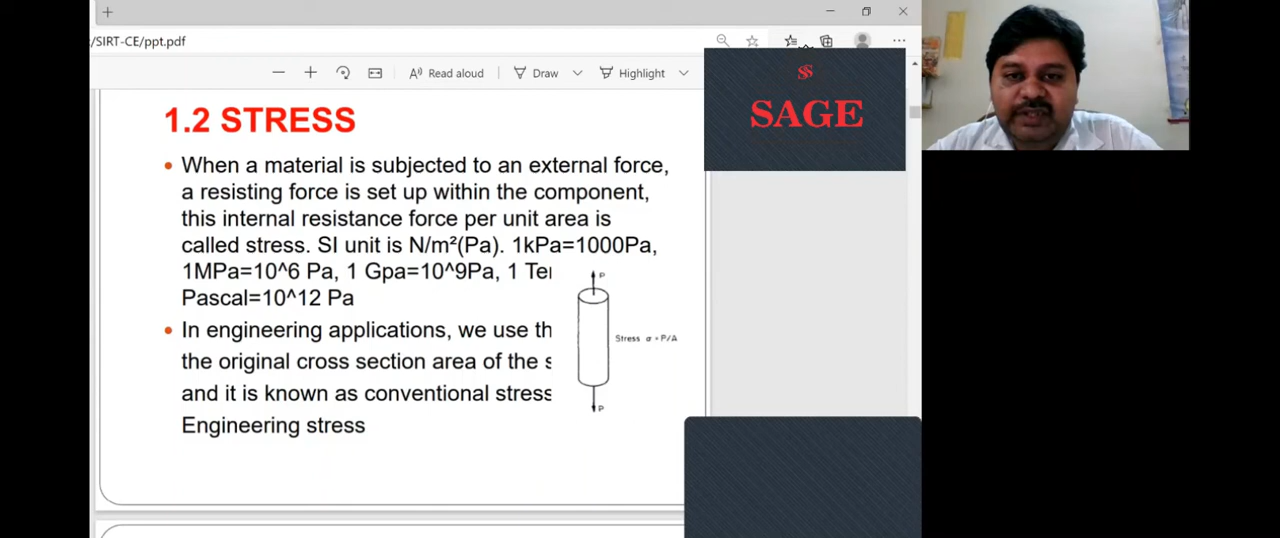 /SIRT-CE/ppt.pdf
Read aloud
Draw
Highlight
SS
SAGE
1.2 STRESS
• When a material is subjected to an external force,
a resisting force is set up within the component,
this internal resistance force per unit area is
called stress. SI unit is N/m²(Pa). 1kPa=1000Pa,
1MPa=10^6 Pa, 1 Gpa=10^9Pa, 1
Pascal=10^12 Pa
• In engineering applications, we use
the original cross section area of the
and it is known as conventional stress
Engineering stress
P
Stress σ = P/A
P